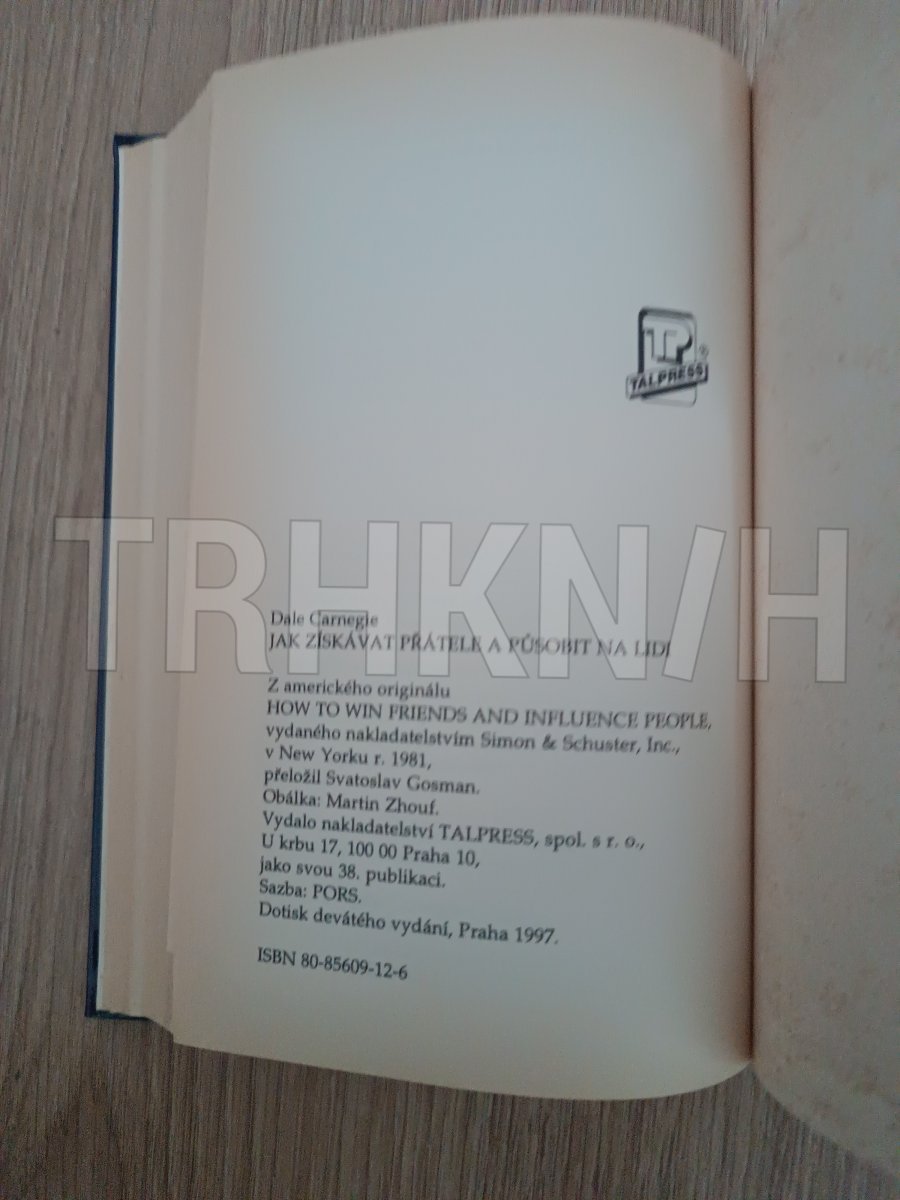 TP
®
TALPRESS
TRHKN/H
Dale Carnegie
JAK ZÍSKÁVAT PŘÁTELE A PŮSOBIT NA LIDI
Z amerického originálu
HOW TO WIN FRIENDS AND INFLUENCE PEOPLE,
vydaného nakladatelstvím Simon & Schuster, Inc.,
v New Yorku r. 1981,
přeložil Svatoslav Gosman.
Obálka: Martin Zhouf.
Vydalo nakladatelství TALPRESS, spol. s r. o.,
U krbu 17, 100 00 Praha 10,
jako svou 38. publikaci.
Sazba: PORS.
Dotisk devátého vydání, Praha 1997.
ISBN 80-85609-12-6